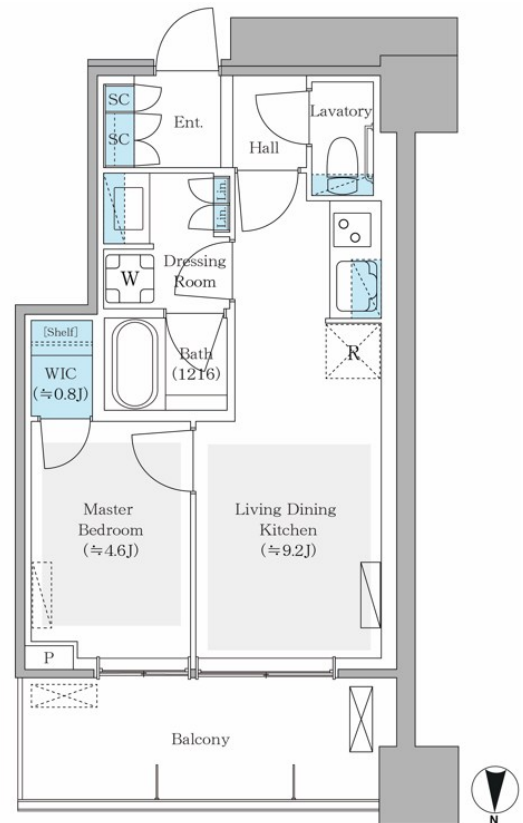 SC
SC
Ent.
Hall
Lavatory
Lin.
Lin.
Dressing
Room
W
Bath
(1216)
[Shelf]
WIC
(≒0.8J)
R
Master
Bedroom
(≒4.6J)
Living Dining
Kitchen
(≒9.2J)
P
Balcony
N